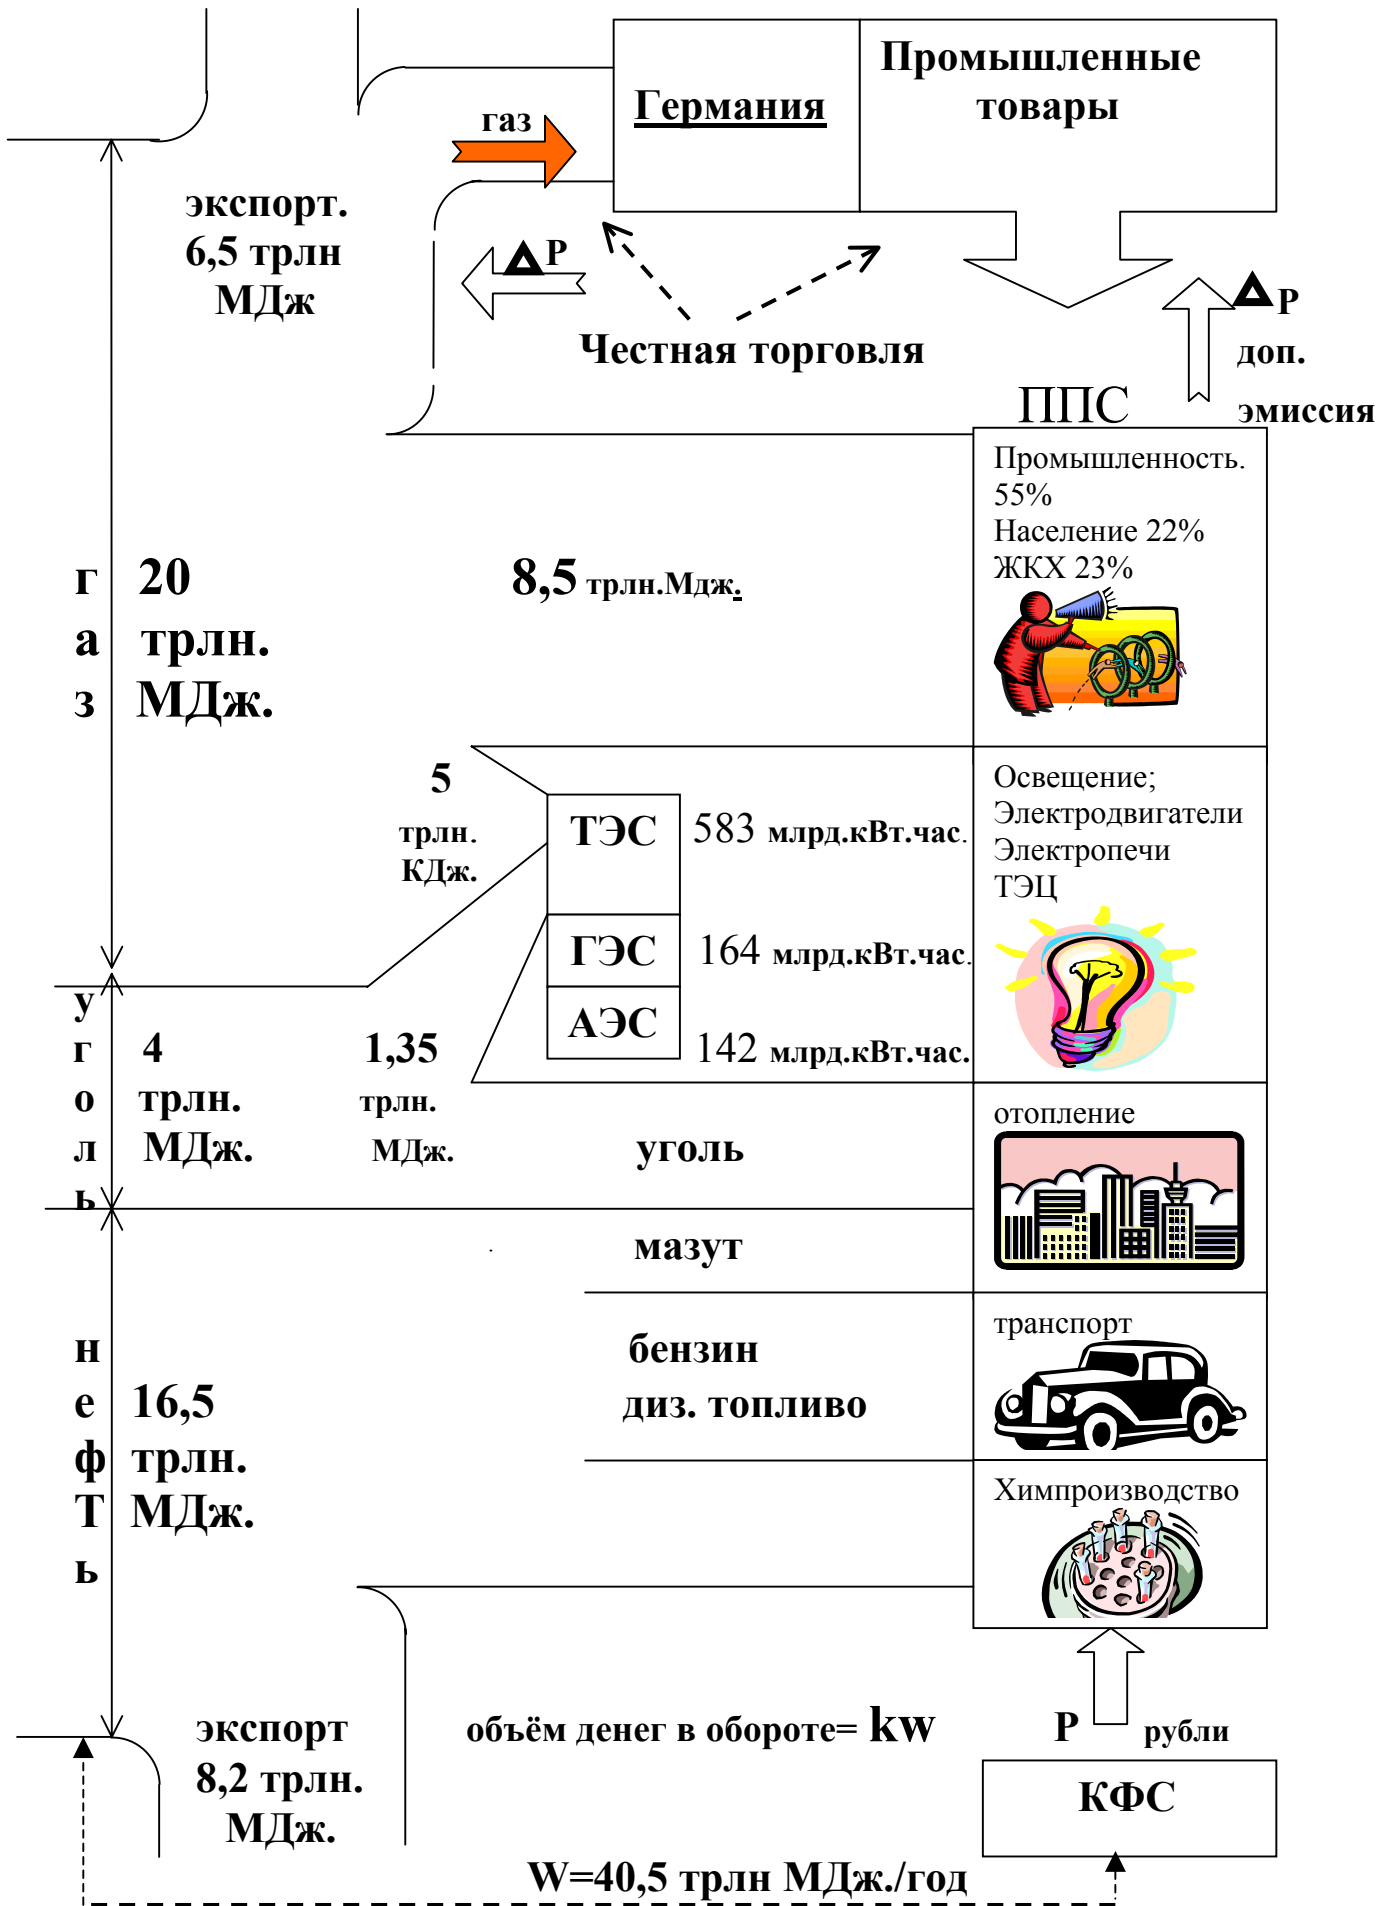 Германия
Промышленные
товары
газ
экспорт.
6,5 трлн
МДж
Р
Честная торговля
Р
доп.
эмиссия
ППС
Промышленность.
55%
Население 22%
ЖКХ 23%
г
а
з
20
трлн.
МДж.
8,5 трлн.Мдж.
5
трлн.
КДж.
ТЭС
583 млрд.кВт.час.
ГЭС
164 млрд.кВт.час.
АЭС
142 млрд.кВт.час.
Освещение;
Электродвигатели
Электропечи
ТЭЦ
у
г
о
л
ь
4
трлн.
МДж.
1,35
трлн.
МДж.
уголь
отопление
мазут
н
е
ф
Т
ь
16,5
трлн.
МДж.
бензин
диз. топливо
транспорт
Химпроизводство
экспорт
8,2 трлн.
МДж.
объём денег в обороте= kw
Р
рубли
КФС
W=40,5 трлн МДж./год